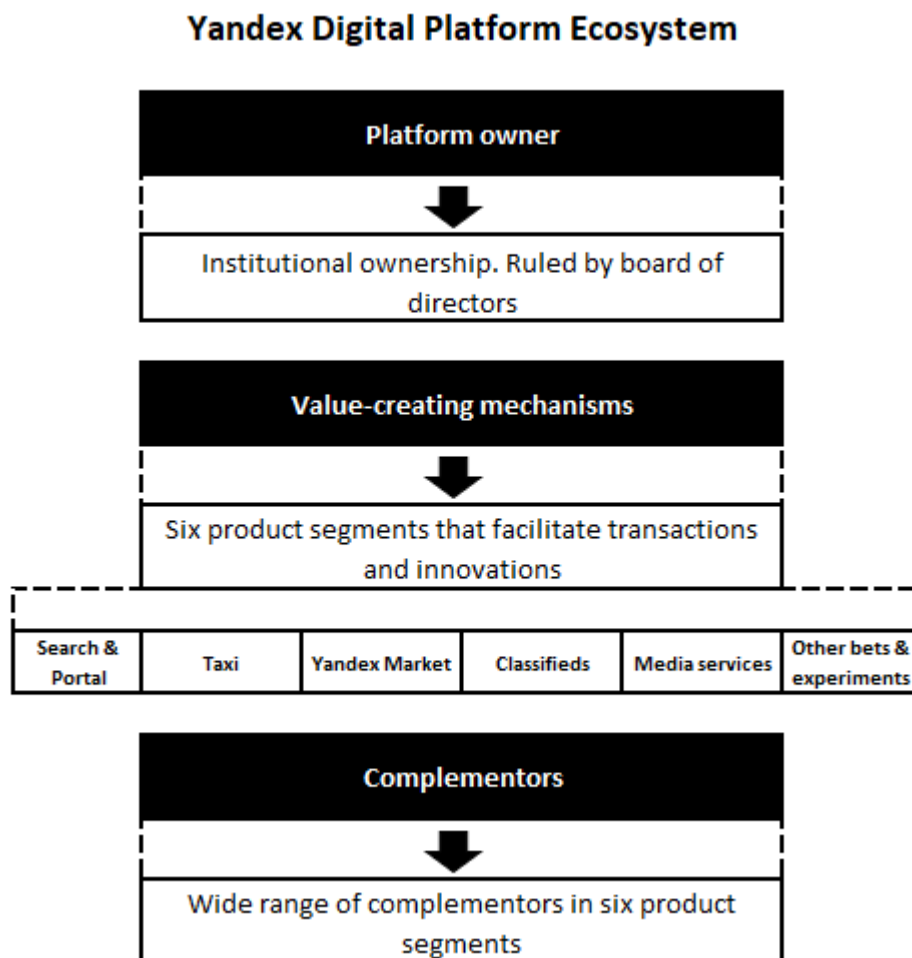 Yandex Digital Platform Ecosystem
Platform owner
Institutional ownership. Ruled by board of
directors
Value-creating mechanisms
Six product segments that facilitate transactions
and innovations
Search &
Portal
Taxi
Yandex Market
Classifieds
Media services
Other bets &
experiments
Complementors
Wide range of complementors in six product
segments